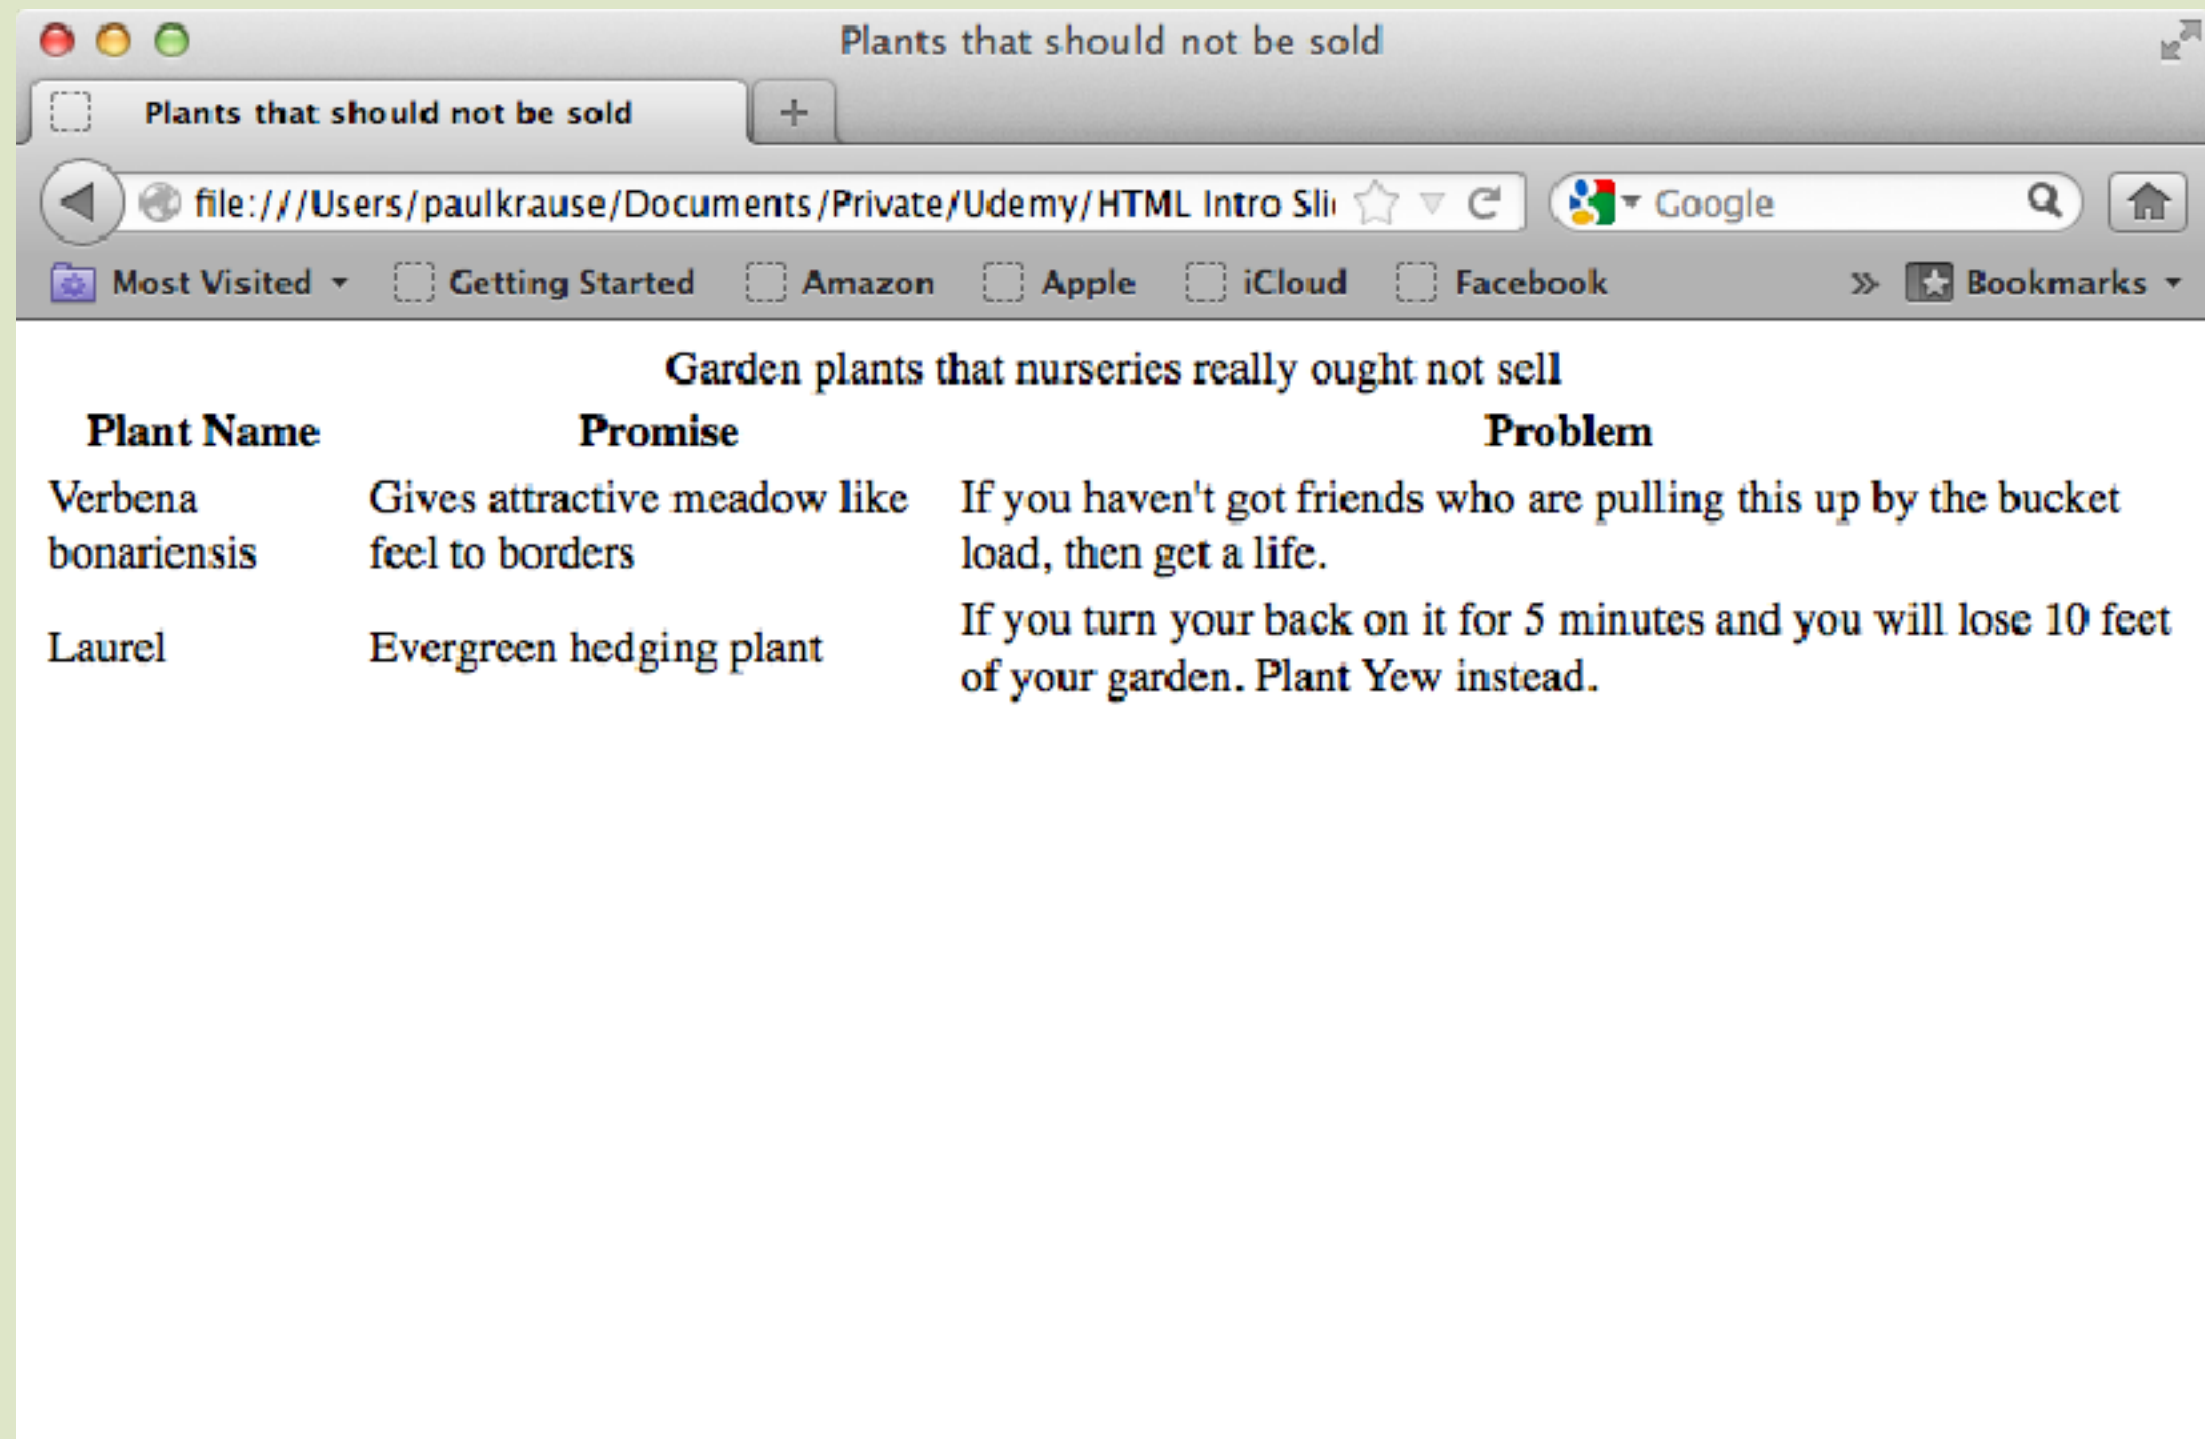 Plants that should not be sold
Plants that should not be sold
+
file:///Users/paulkrause/Documents/Private/Udemy/HTML Intro Sli
Google
Most Visited
Getting Started
Amazon
Apple
iCloud
Facebook
»
Bookmarks
Garden plants that nurseries really ought not sell
Plant Name
Promise
Problem
Verbena
bonariensis
Gives attractive meadow like
feel to borders
If you haven't got friends who are pulling this up by the bucket
load, then get a life.
Laurel
Evergreen hedging plant
If you turn your back on it for 5 minutes and you will lose 10 feet
of your garden. Plant Yew instead.